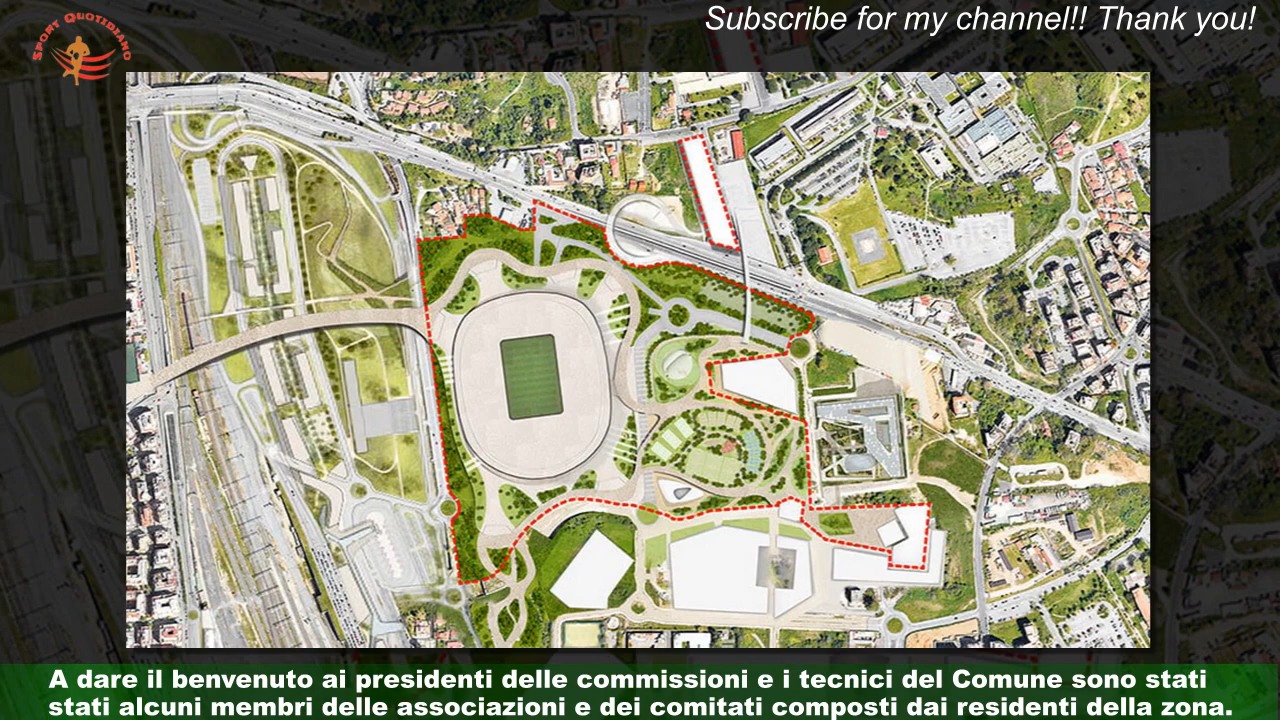 Subscribe for my channel!! Thank you!
SPORT QUOTIDIANO
A dare il benvenuto ai presidenti delle commissioni e i tecnici del Comune sono stati
stati alcuni membri delle associazioni e dei comitati composti dai residenti della zona.